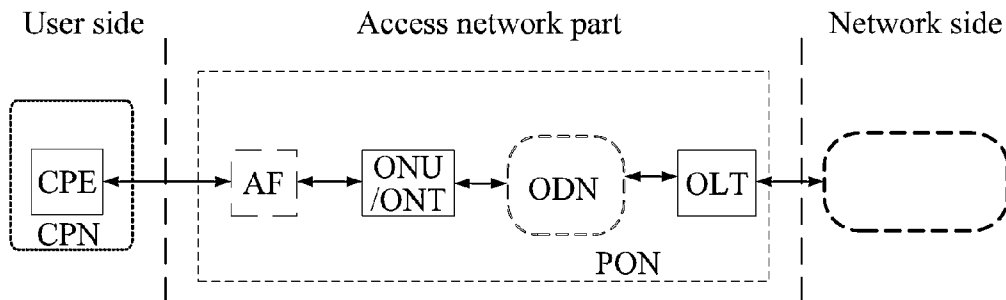 User side
Access network part
Network side
CPE
CPN
AF
ONU
/ONT
ODN
OLT
PON